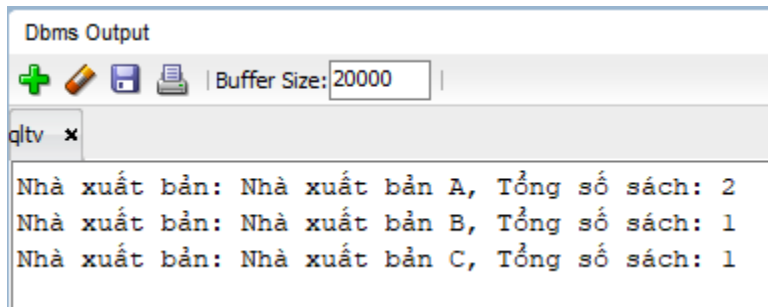 Dbms Output
Buffer Size: 20000
qltv
Nhà xuất bản: Nhà xuất bản A, Tổng số sách: 2
Nhà xuất bản: Nhà xuất bản B, Tổng số sách: 1
Nhà xuất bản: Nhà xuất bản C, Tổng số sách: 1